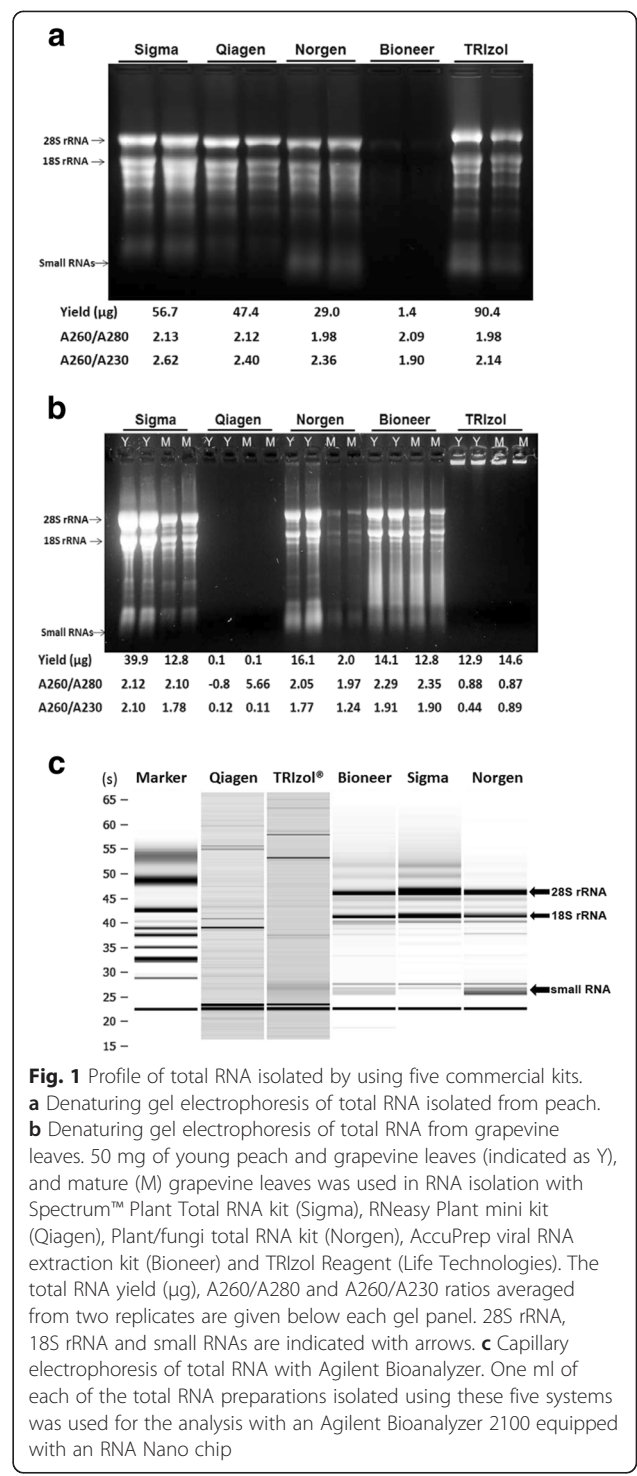 a
Sigma Qiagen Norgen Bioneer TRIzol
28S rRNA
18S rRNA
Small RNAs
Yield (µg) 56.7 47.4 29.0 1.4 90.4
A260/A280 2.13 2.12 1.98 2.09 1.98
A260/A230 2.62 2.40 2.36 1.90 2.14
b
Sigma Qiagen Norgen Bioneer TRIzol
Y Y M M Y Y M M Y Y M M Y Y M M Y Y M M
28S rRNA
18S rRNA
Small RNAs
Yield (µg) 39.9 12.8 0.1 0.1 16.1 2.0 14.1 12.8 12.9 14.6
A260/A280 2.12 2.10 -0.8 5.66 2.05 1.97 2.29 2.35 0.88 0.87
A260/A230 2.10 1.78 0.12 0.11 1.77 1.24 1.91 1.90 0.44 0.89
c
(s) Marker Qiagen TRIzol® Bioneer Sigma Norgen
65
60
55
50
45
40
35
30
25
20
15
28S rRNA
18S rRNA
small RNA
Fig. 1 Profile of total RNA isolated by using five commercial kits.
a Denaturing gel electrophoresis of total RNA isolated from peach.
b Denaturing gel electrophoresis of total RNA from grapevine
leaves. 50 mg of young peach and grapevine leaves (indicated as Y),
and mature (M) grapevine leaves was used in RNA isolation with
Spectrum™ Plant Total RNA kit (Sigma), RNeasy Plant mini kit
(Qiagen), Plant/fungi total RNA kit (Norgen), AccuPrep viral RNA
extraction kit (Bioneer) and TRIzol Reagent (Life Technologies). The
total RNA yield (µg), A260/A280 and A260/A230 ratios averaged
from two replicates are given below each gel panel. 28S rRNA,
18S rRNA and small RNAs are indicated with arrows. c Capillary
electrophoresis of total RNA with Agilent Bioanalyzer. One ml of
each of the total RNA preparations isolated using these five systems
was used for the analysis with an Agilent Bioanalyzer 2100 equipped
with an RNA Nano chip